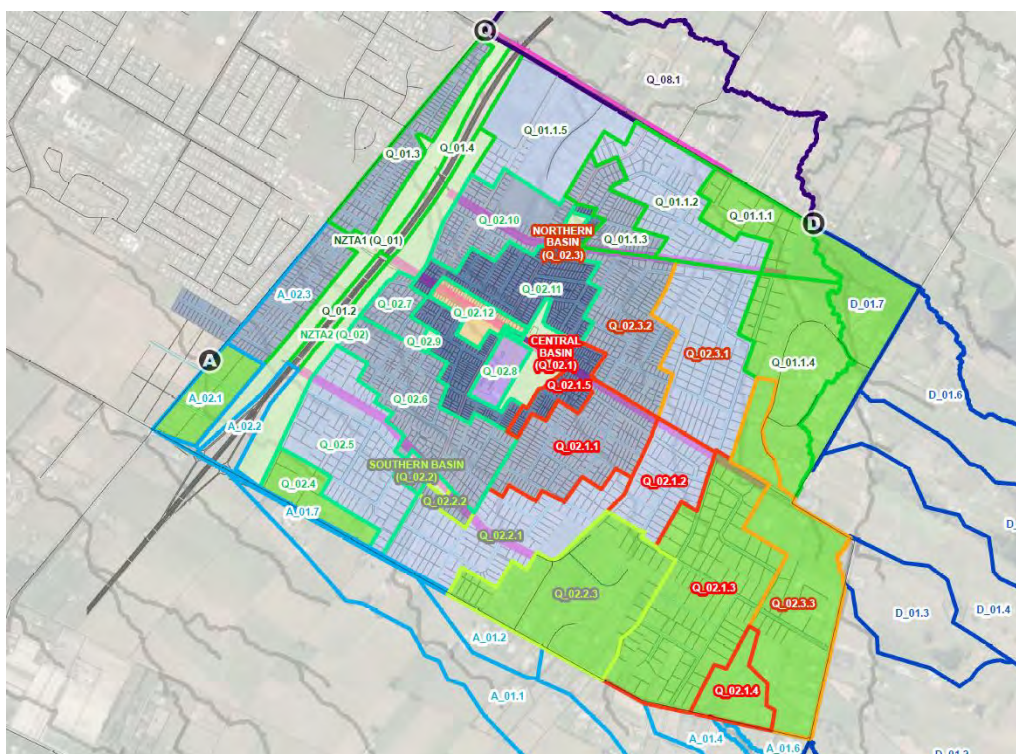 Q
Q_08.1
Q_01.1.5
Q_01.3
Q_01.4
Q_01.1.2
Q_01.1.1
D
Q_02.10
NORTHERN
BASIN
(Q_02.3)
Q_01.1.3
NZTA1 (Q_01)
A_02.3
Q_01.2
Q_02.7
Q_02.11
D_01.7
Q_02.12
Q_02.3.2
NZTA2 (Q_02)
Q_02.9
CENTRAL
BASIN
(Q_02.1)
Q_02.3.1
A
Q_02.8
Q_01.1.4
A_02.1
Q_02.1.5
D_01.6
Q_02.6
A_02.2
Q_02.5
Q_02.1.1
SOUTHERN BASIN
(Q_02.2)
Q_02.4
Q_02.1.2
Q_02.2.2
A_01.7
D_
Q_02.2.1
Q_02.1.3
Q_02.2.3
Q_02.3.3
D_01.3
D_01.4
A_01.2
Q_02.1.4
A_01.1
A_01.4
A_01.6